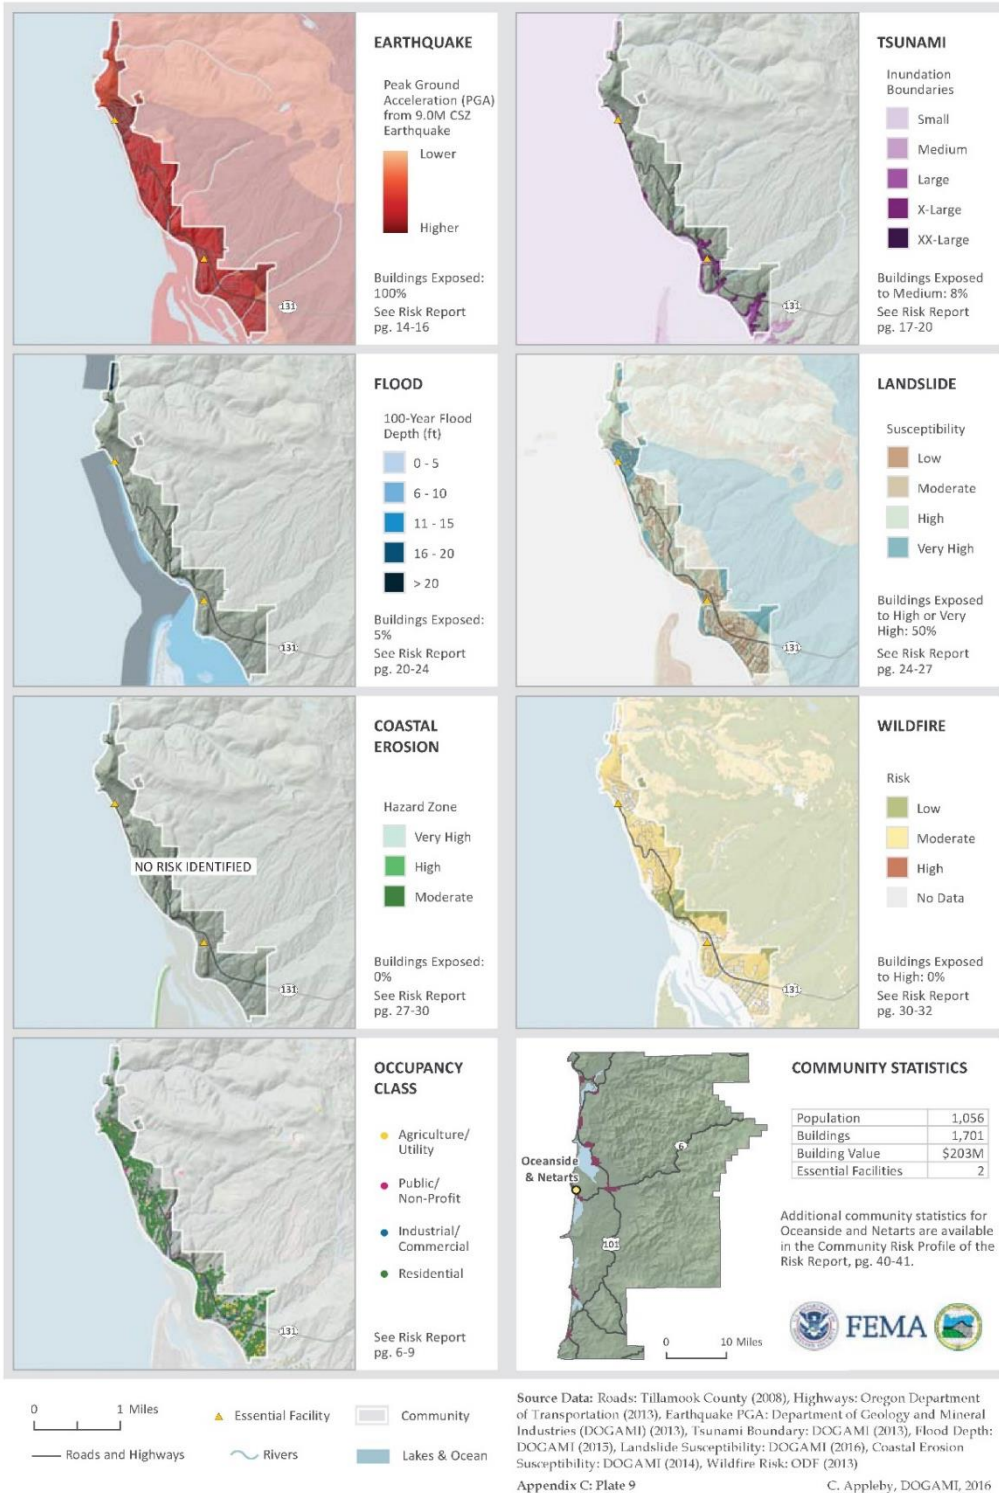 EARTHQUAKE
Peak Ground
Acceleration (PGA)
from 9.0M CSZ
Earthquake
Lower
Higher
Buildings Exposed:
100%
See Risk Report
pg. 14-16
131
TSUNAMI
Inundation
Boundaries
Small
Medium
Large
X-Large
XX-Large
Buildings Exposed
to Medium: 8%
See Risk Report
pg. 17-20
131
FLOOD
100-Year Flood
Depth (ft)
0 - 5
6 - 10
11 - 15
16 - 20
> 20
Buildings Exposed:
5%
See Risk Report
pg. 20-24
131
LANDSLIDE
Susceptibility
Low
Moderate
High
Very High
Buildings Exposed
to High or Very
High: 50%
See Risk Report
pg. 24-27
131
COASTAL
EROSION
Hazard Zone
Very High
High
Moderate
NO RISK IDENTIFIED
Buildings Exposed:
0%
See Risk Report
pg. 27-30
131
WILDFIRE
Risk
Low
Moderate
High
No Data
Buildings Exposed
to High: 0%
See Risk Report
pg. 30-32
131
OCCUPANCY
CLASS
Agriculture/
Utility
Public/
Non-Profit
Industrial/
Commercial
Residential
See Risk Report
pg. 6-9
131
Oceanside
& Netarts
6
101
0 10 Miles
COMMUNITY STATISTICS
Population 1,056
Buildings 1,701
Building Value $203M
Essential Facilities 2
Additional community statistics for
Oceanside and Netarts are available
in the Community Risk Profile of the
Risk Report, pg. 40-41.
FEMA
0 1 Miles
Essential Facility
Community
Roads and Highways
Rivers
Lakes & Ocean
Source Data: Roads: Tillamook County (2008), Highways: Oregon Department
of Transportation (2013), Earthquake PGA: Department of Geology and Mineral
Industries (DOGAMI) (2013), Tsunami Boundary: DOGAMI (2013), Flood Depth:
DOGAMI (2015), Landslide Susceptibility: DOGAMI (2016), Coastal Erosion
Susceptibility: DOGAMI (2014), Wildfire Risk: ODF (2013)
Appendix C: Plate 9
C. Appleby, DOGAMI, 2016